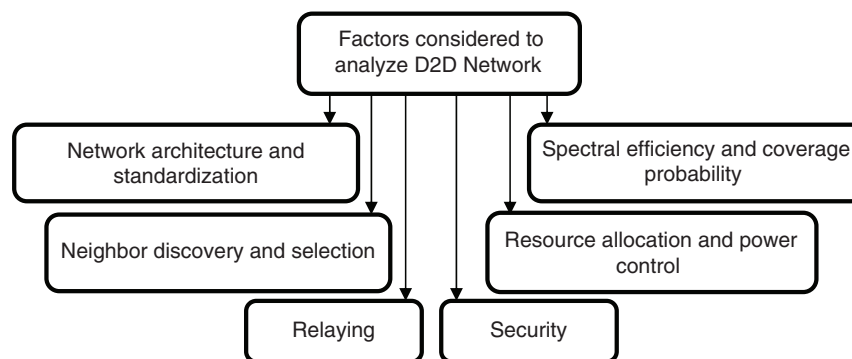 Factors considered to
analyze D2D Network
Network architecture and
standardization
Spectral efficiency and coverage
probability
Neighbor discovery and selection
Resource allocation and power
control
Relaying
Security